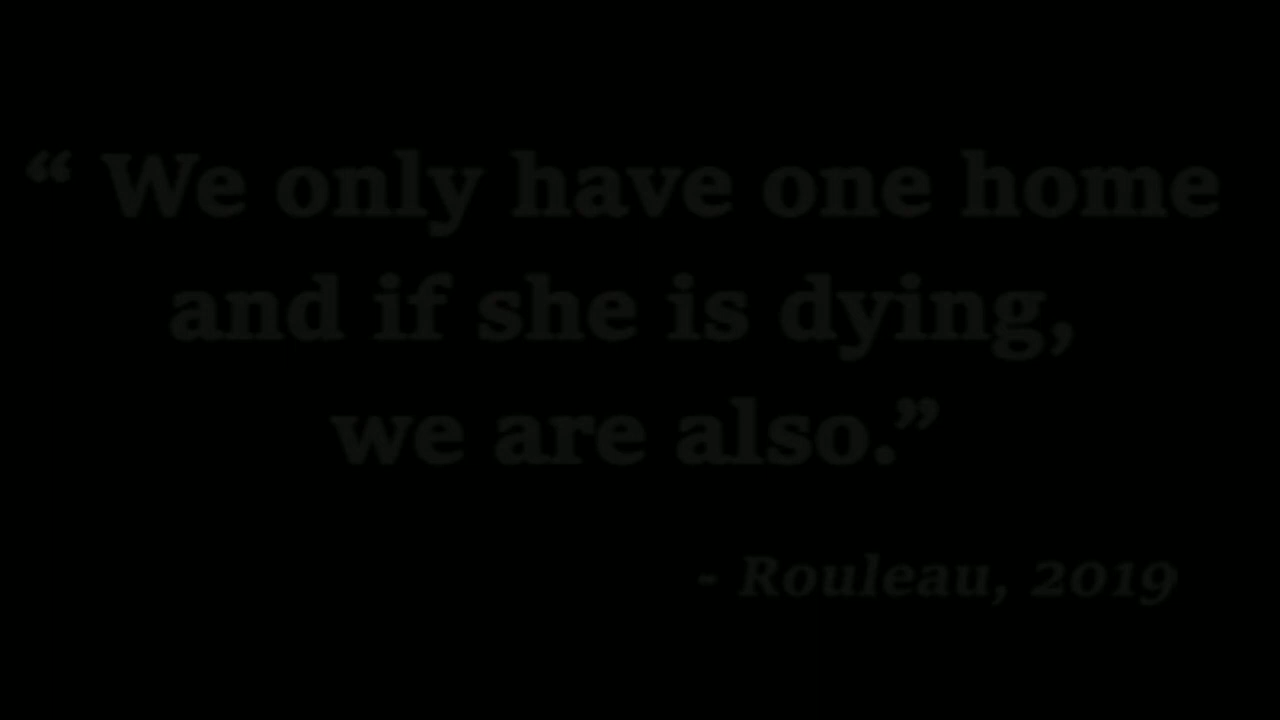 “ We only have one home
and if she is dying,
we are also.”
- Rouleau, 2019